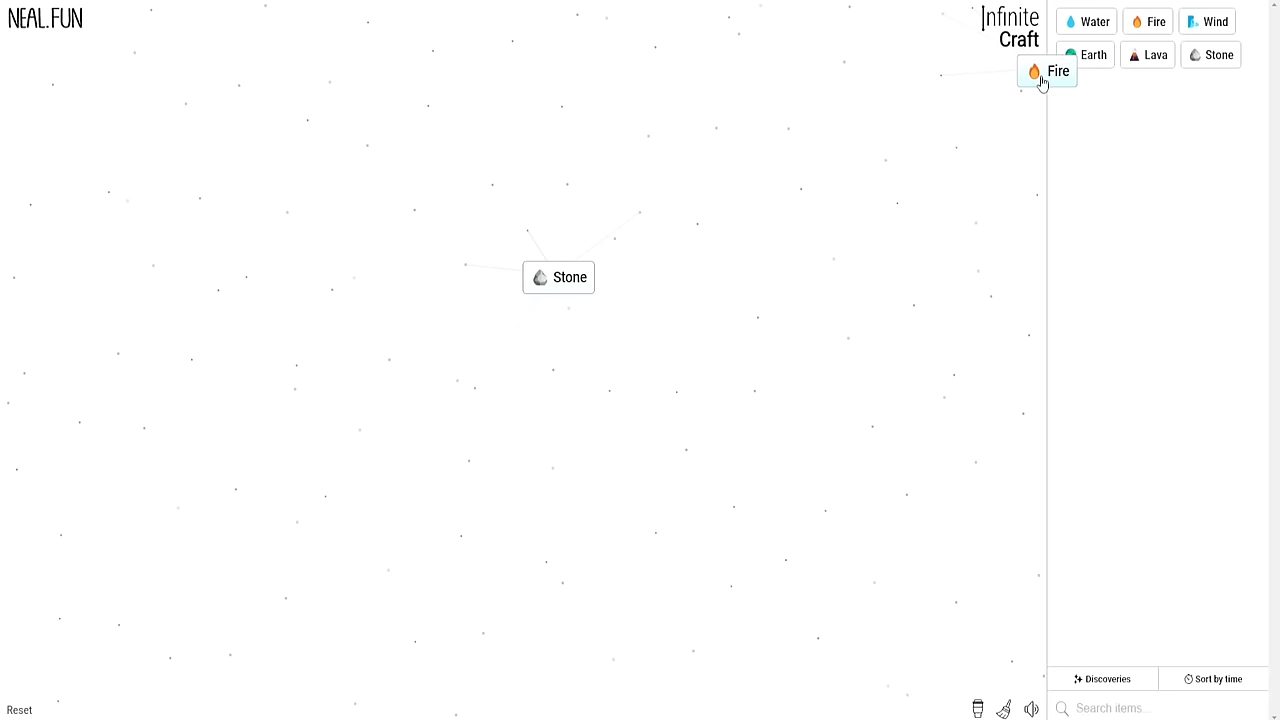 NEAL.FUN
Infinite
Craft
Water
Fire
Wind
Earth
Lava
Stone
Fire
Stone
Discoveries
Sort by time
Search items...
Reset